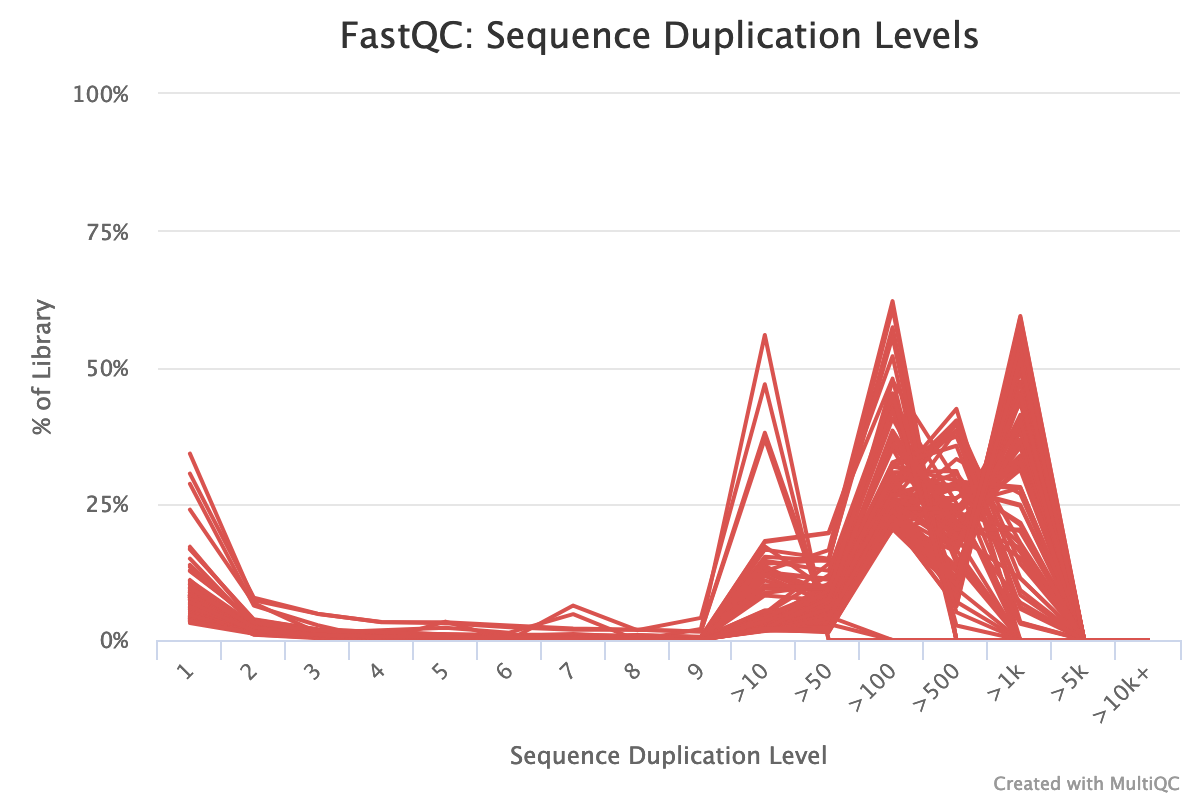 FastQC: Sequence Duplication Levels
100%
75%
50%
25%
0%
% of Library
1 2 3 4 5 6 7 8 9 >10 >50 >100 >500 >1k >5k >10k+
Sequence Duplication Level
Created with MultiQC